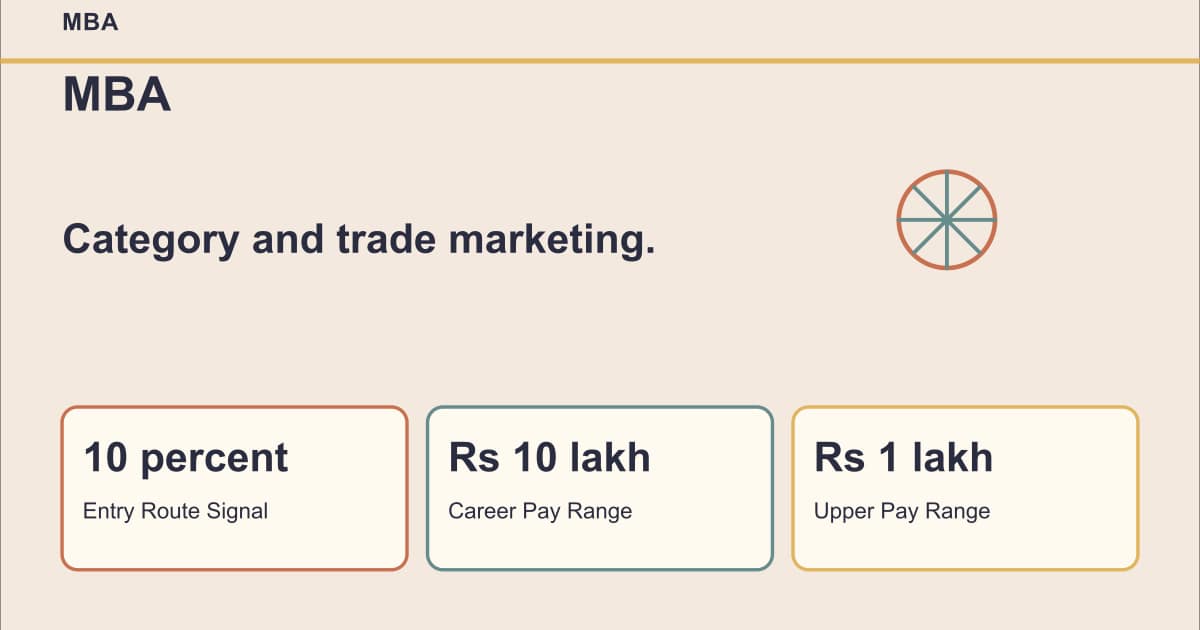 MBA
MBA
Category and trade marketing.
10 percent
Entry Route Signal
Rs 10 lakh
Career Pay Range
Rs 1 lakh
Upper Pay Range